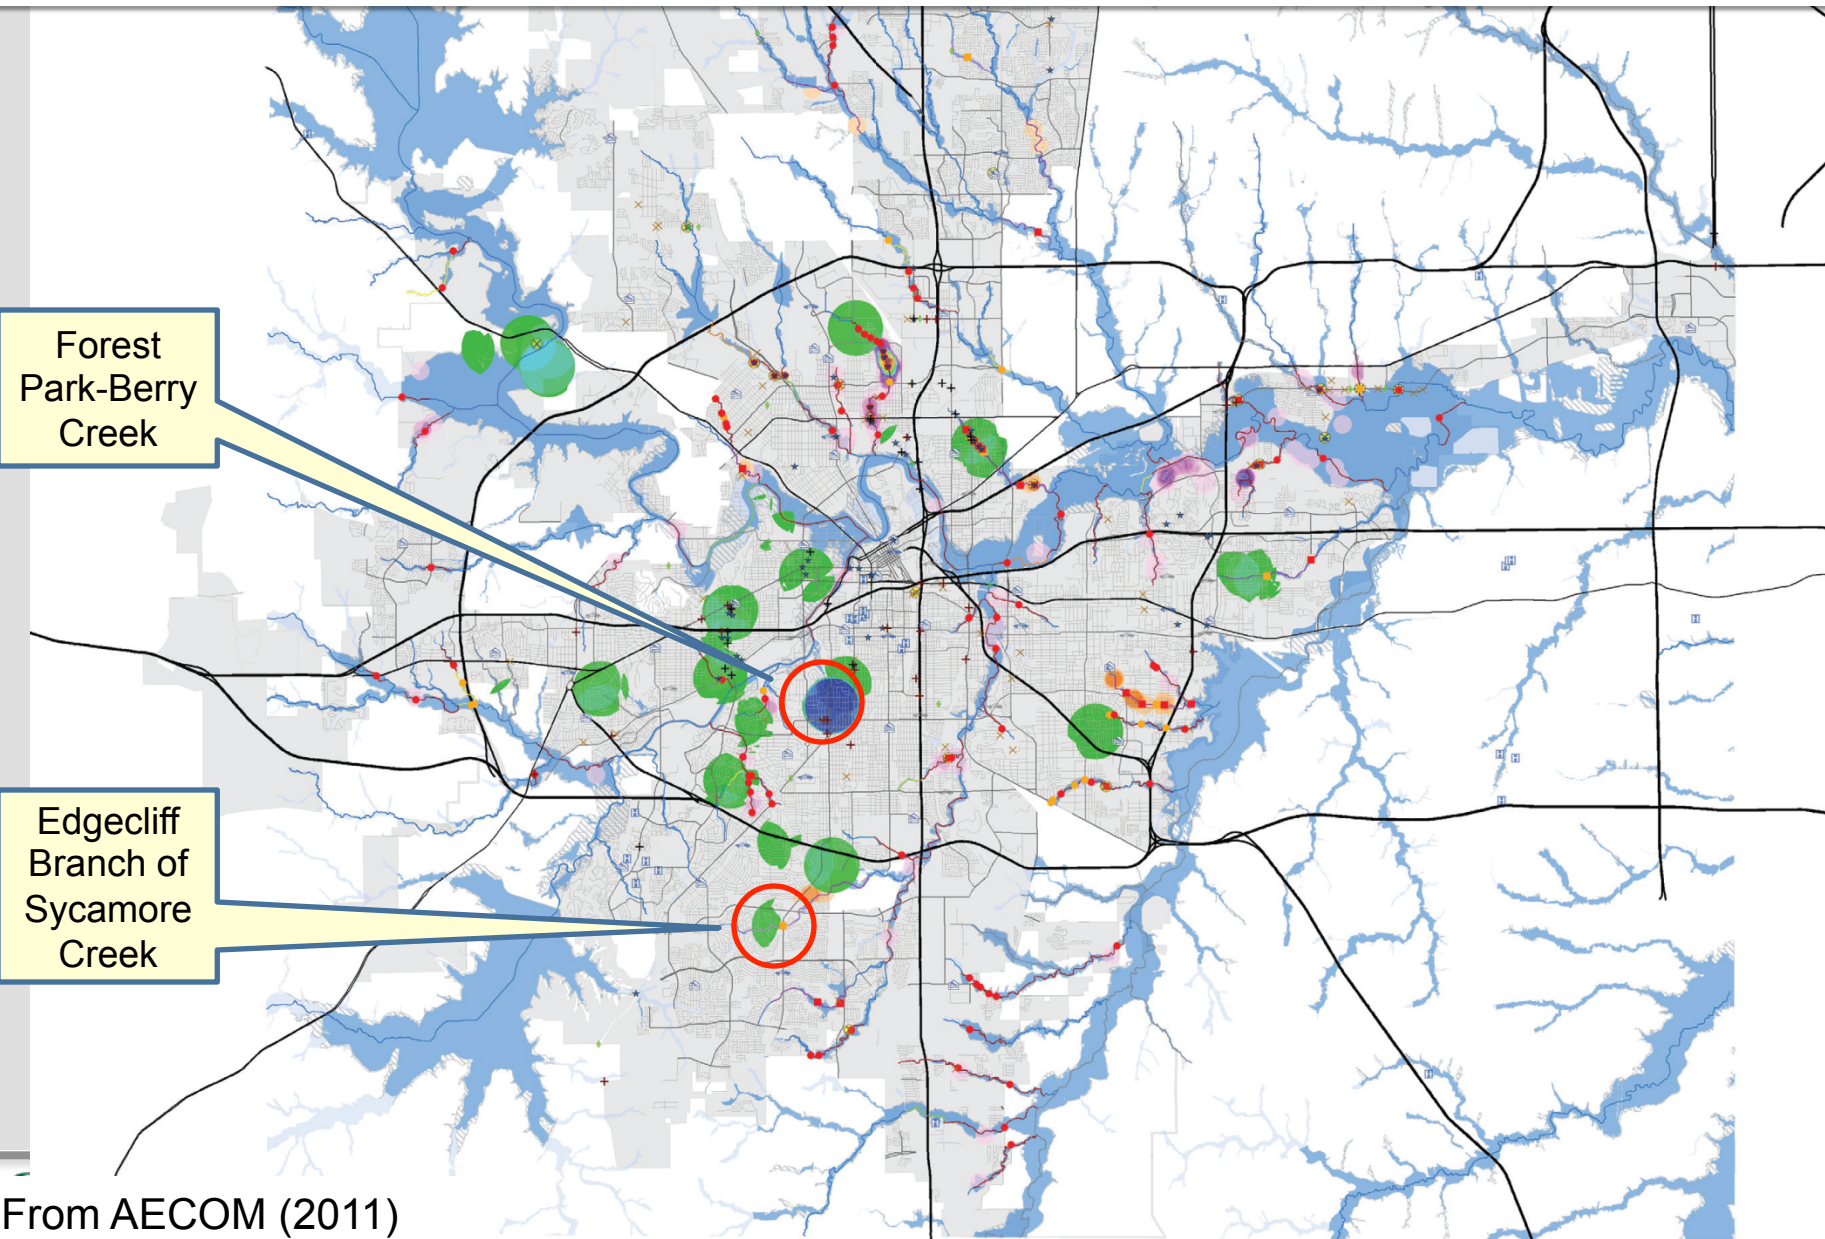 Forest
Park-Berry
Creek
Edgecliff
Branch of
Sycamore
Creek
From AECOM (2011)